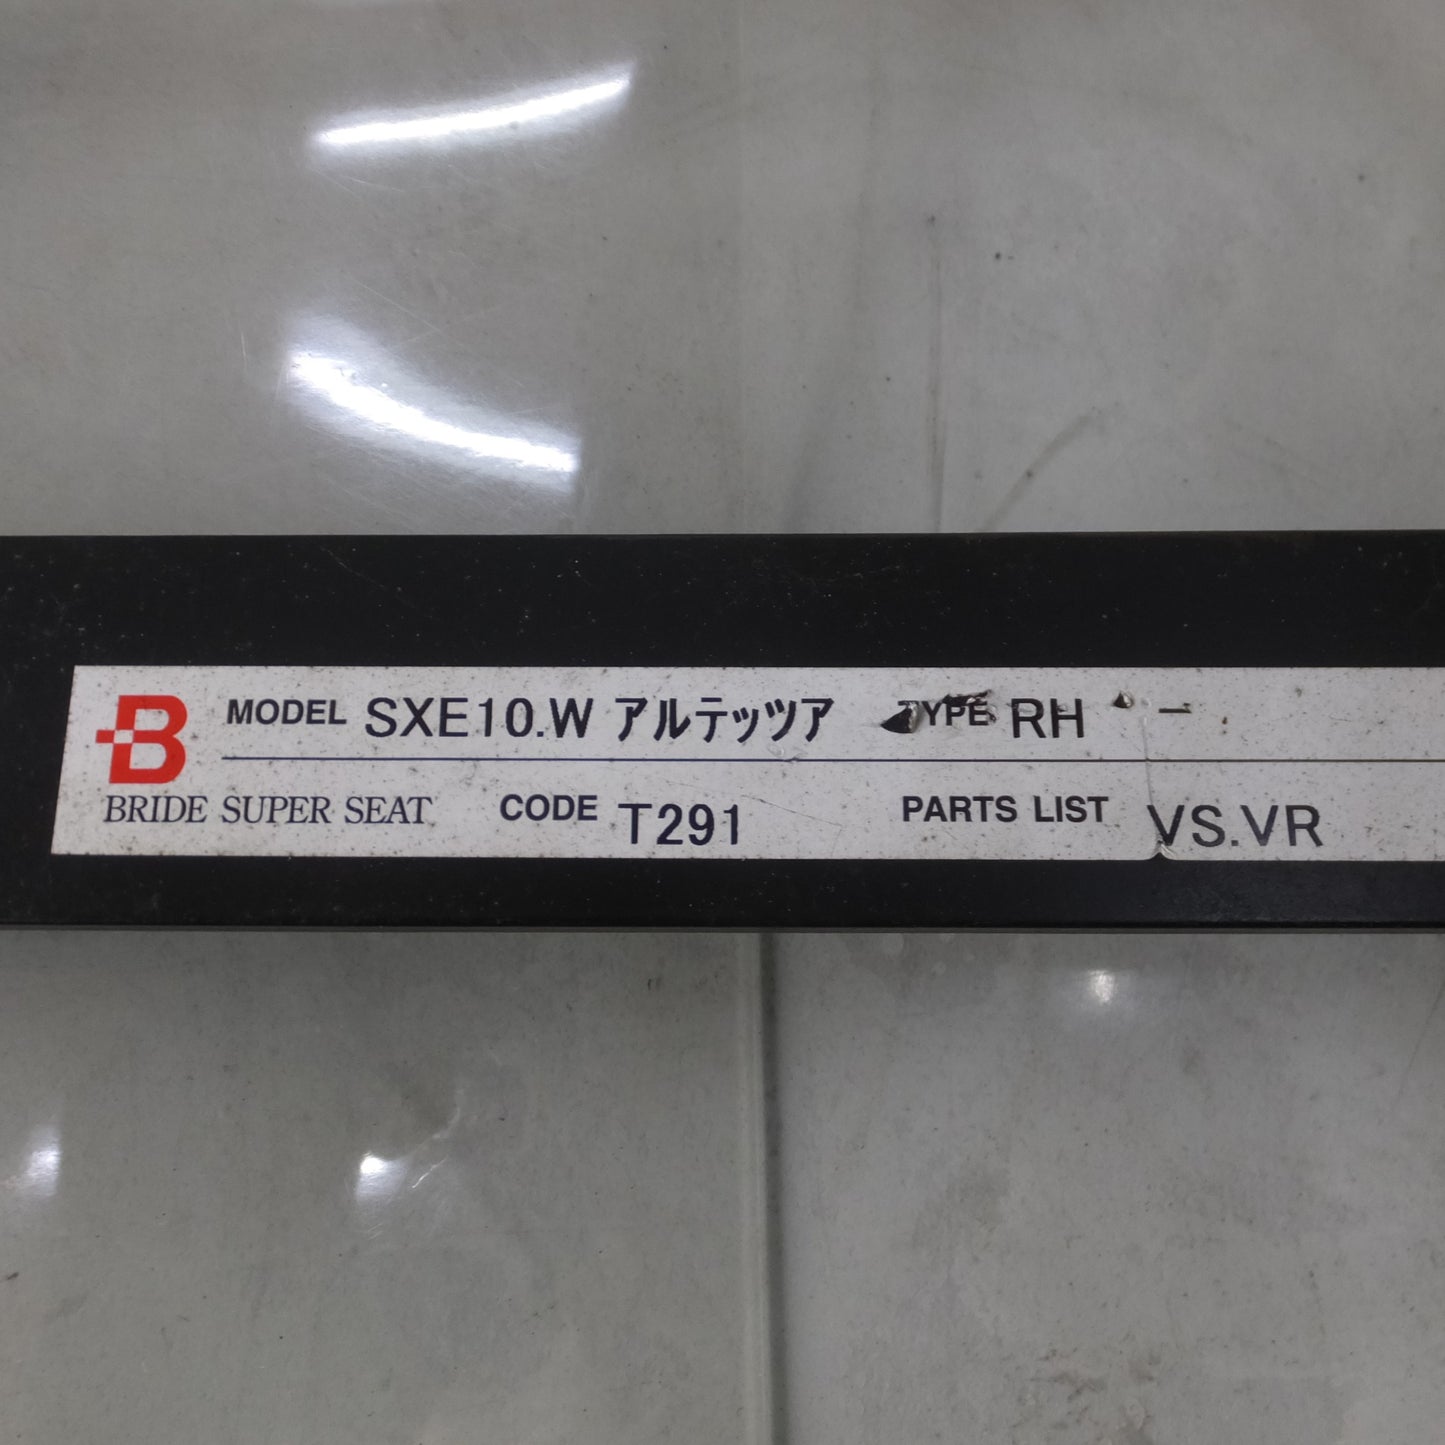 B MODEL SXE10.W アルテッツア TYPE RH -
BRIDE SUPER SEAT CODE T291 PARTS LIST VS.VR